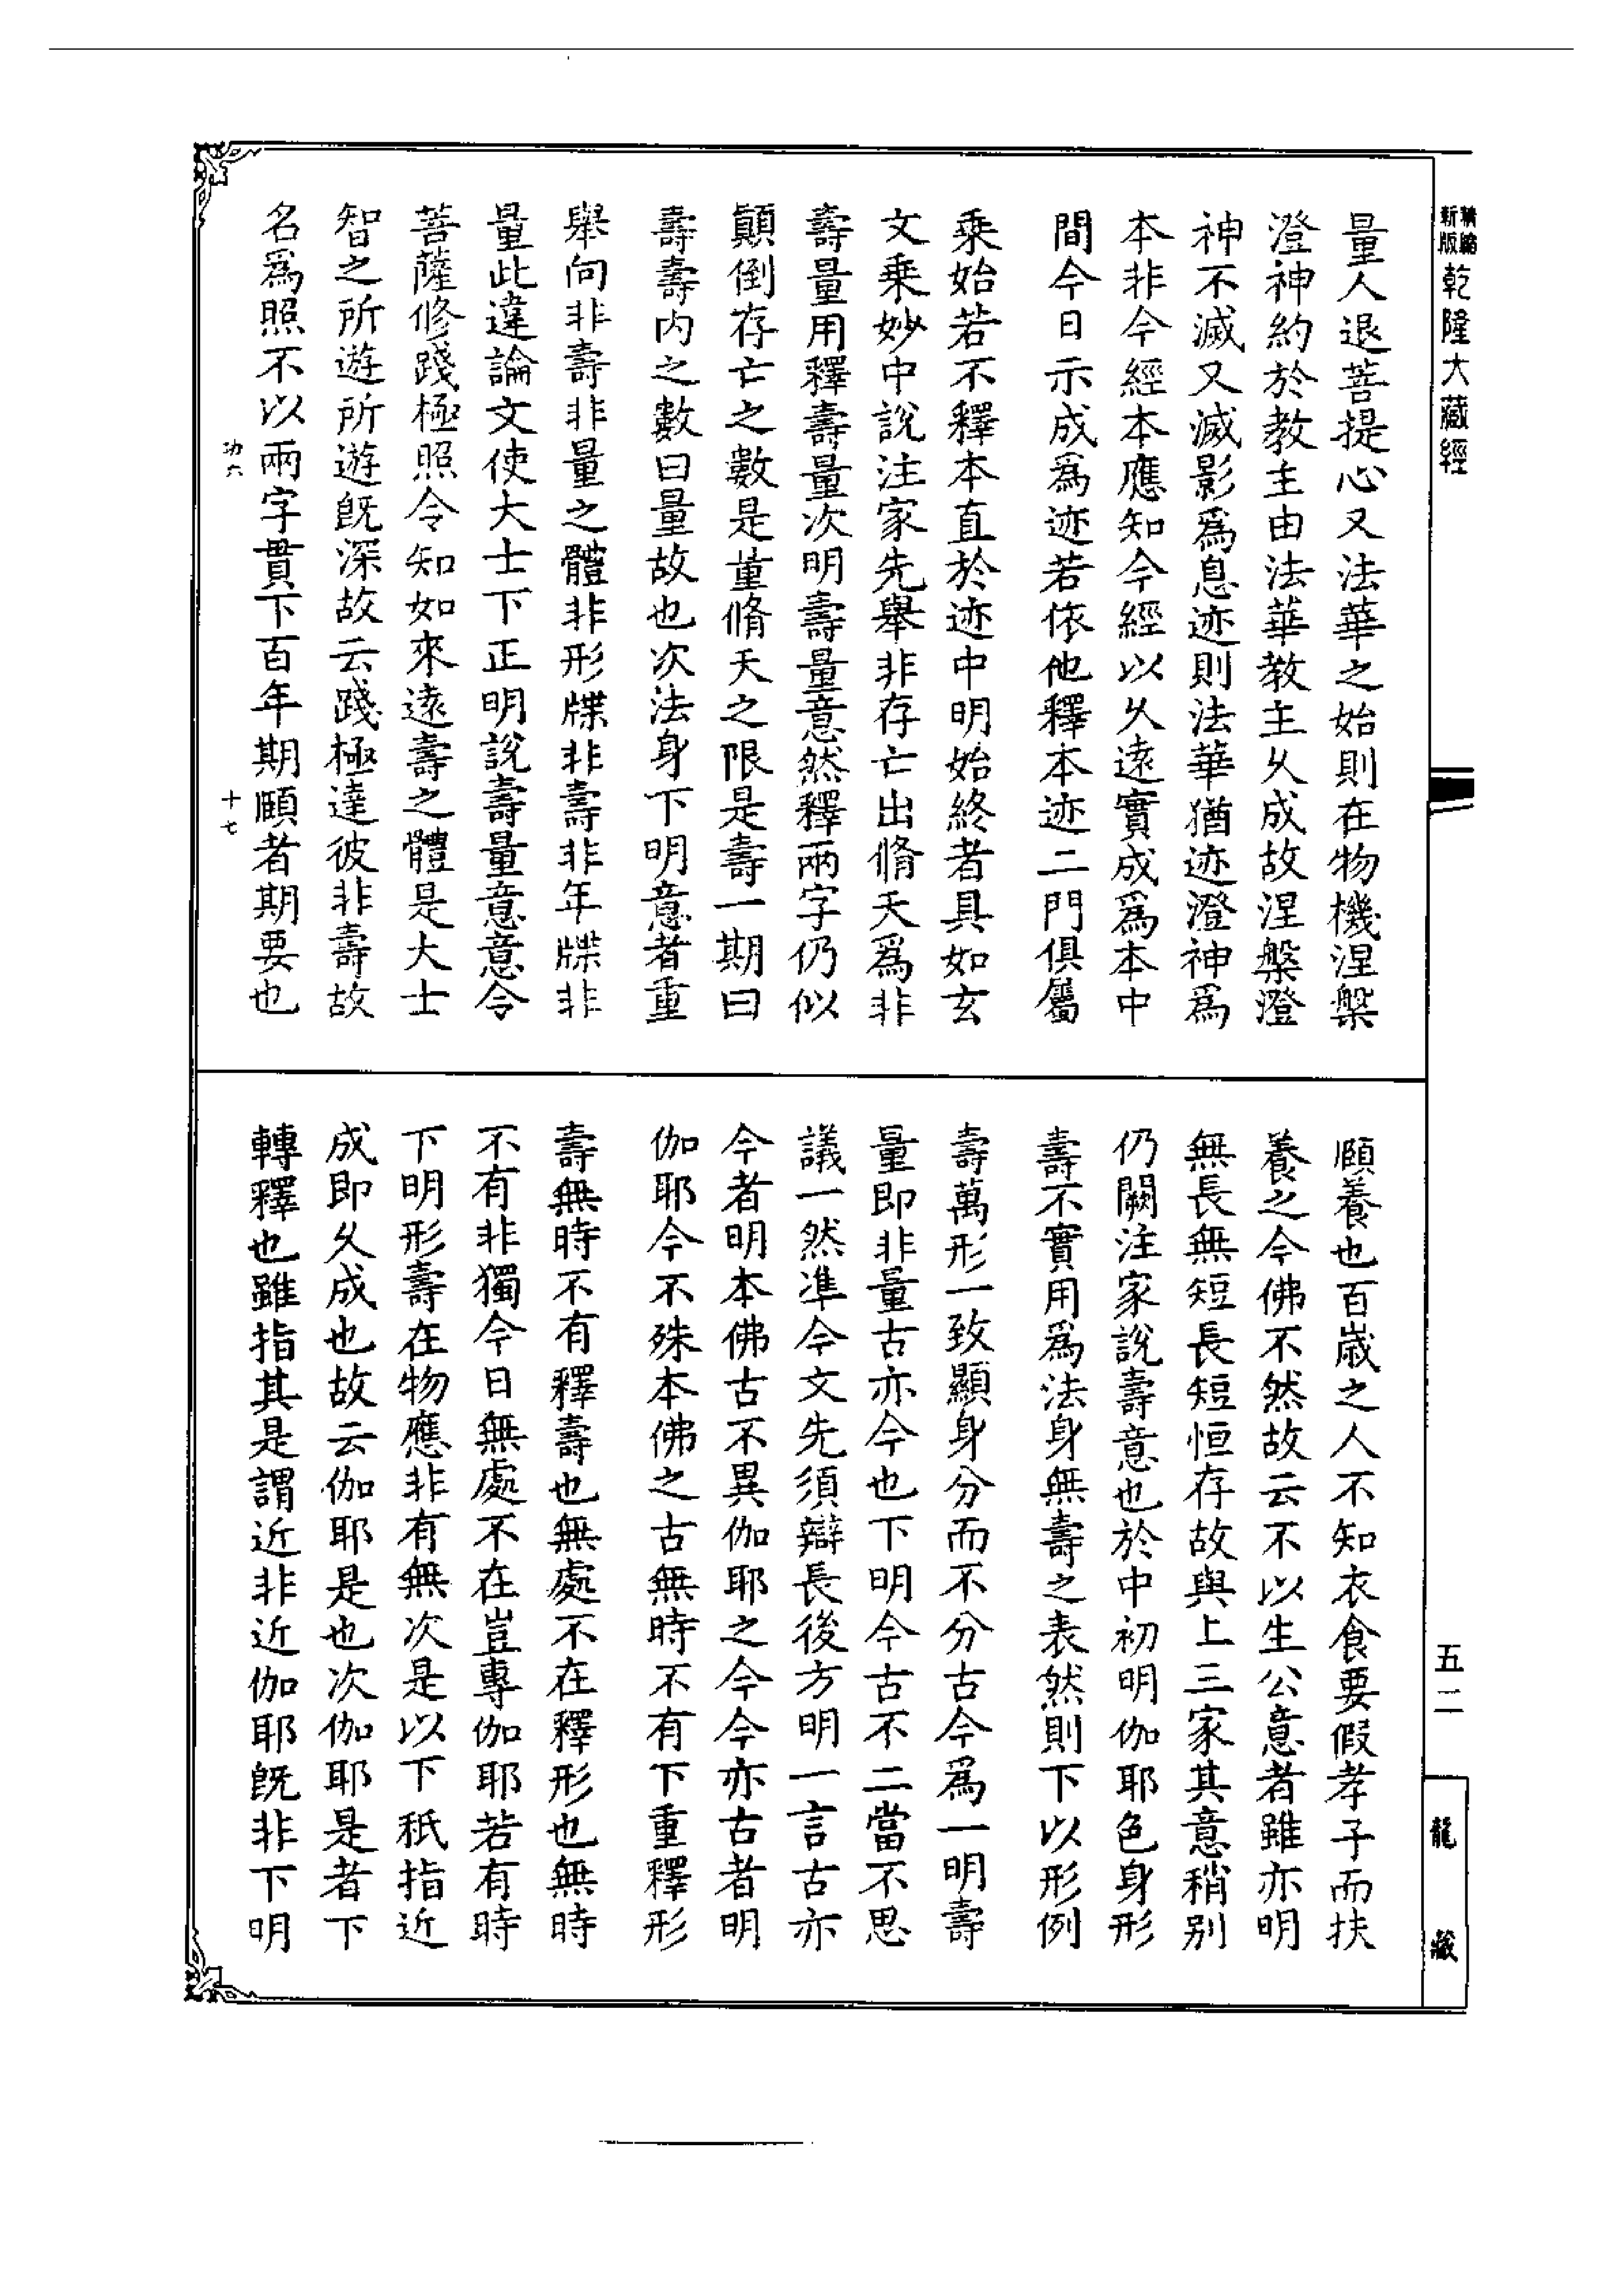 新版精縮
乾隆大藏經
量人退菩提心又法華之始則在物機涅槃
澄神約於教主由法華教主久成故涅槃澄
神不滅又滅影爲息迹則法華猶迹澄神爲
本非今經本應知今經以久遠實成爲本中
間今日示成爲迹若依他釋本迹二門俱屬
乘始若不釋本直於迹中明始終者具如玄
文乘妙中說注家先舉非存亡出脩夭爲非
壽量用釋壽量次明壽量意然釋兩字仍似
顛倒存亡之數是量脩夭之限是壽一期曰
壽壽內之數曰量故也次法身下明意者重
舉向非壽非量之體非形牒非壽非年牒非
量此違論文使大士下正明說壽量意意令
菩薩修踐極照令知如來遠壽之體是大士
智之所遊所遊旣深故云踐極達彼非壽故
名爲照不以兩字貫下百年期頤者期要也
功六
十七
頤養也百歲之人不知衣食要假孝子而扶
養之今佛不然故云不以生公意者雖亦明
無長無短長短恒存故與上三家其意稍别
仍闕注家說壽意也於中初明伽耶色身形
壽不實用爲法身無壽之表然則下以形例
壽萬形一致顯身分而不分古今爲一明壽
量即非量古亦今也下明今古不二當不思
議一然准今文先須辯長後方明一言古亦
今者明本佛古不異伽耶之今今亦古者明
伽耶今不殊本佛之古無時不有下重釋形
壽無時不有釋壽也無處不在釋形也無時
不有非獨今日無處不在豈專伽耶若有時
下明形壽在物應非有無次是以下秖指近
成即久成也故云伽耶是也次伽耶是者下
轉釋也雖指其是謂近非近伽耶旣非下明
五二
龍藏